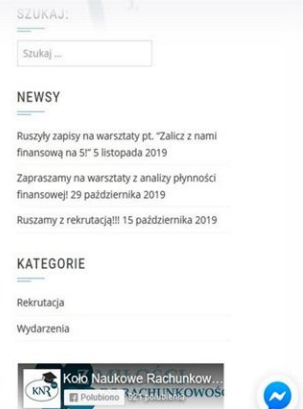 SZUKAJ:
Szukaj ...
NEWSY
Ruszyły zapisy na warsztaty pt. "Zalicz z nami
finansową na 5!" 5 listopada 2019
Zapraszamy na warsztaty z analizy płynności
finansowej! 29 października 2019
Ruszamy z rekrutacją!!! 15 października 2019
KATEGORIE
Rekrutacja
Wydarzenia
Koło Naukowe Rachunkow...
KNR
Polubiono
polubienia
RACHUNKOWOŚ